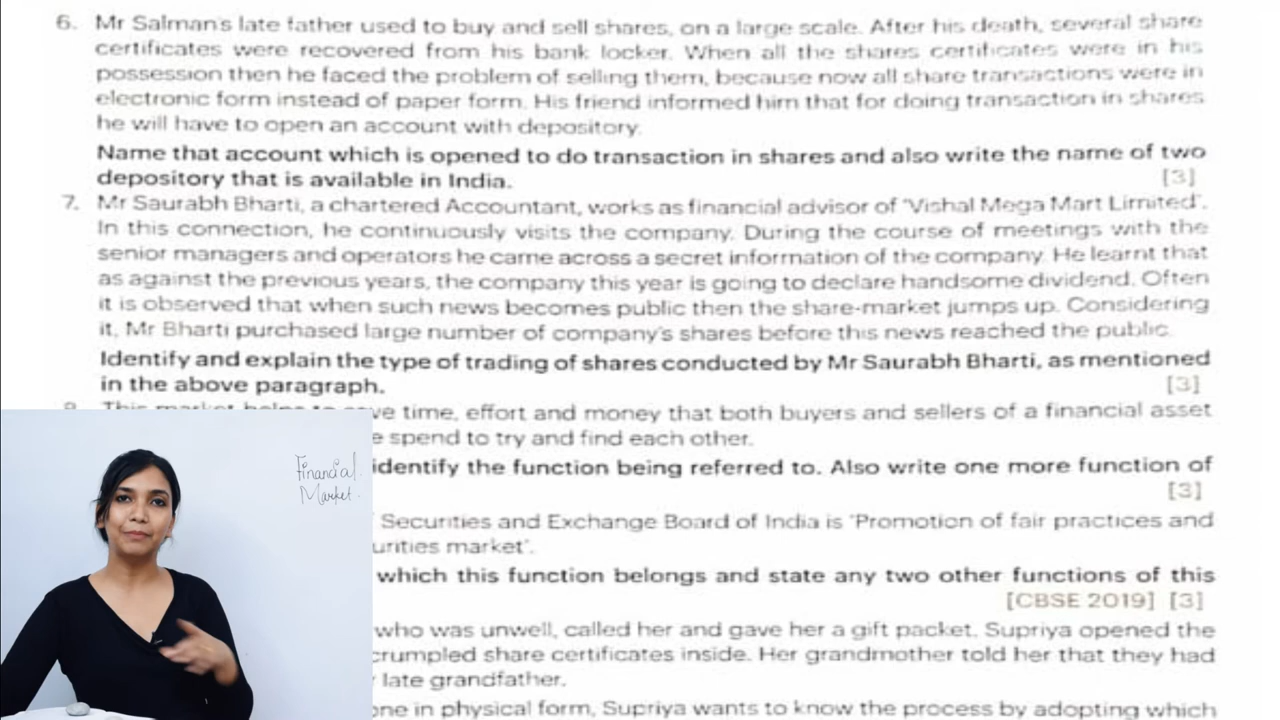 6. Mr Salman's late father used to buy and sell shares, on a large scale. After his death, several share
certificates were recovered from his bank locker. When all the shares certificates were in his
possession then he faced the problem of selling them, because now all share transactions were in
electronic form instead of paper form. His friend informed him that for doing transaction in shares
he will have to open an account with depository.
Name that account which is opened to do transaction in shares and also write the name of two
depository that is available in India. [3]
7. Mr Saurabh Bharti, a chartered Accountant, works as financial advisor of 'Vishal Mega Mart Limited'.
In this connection, he continuously visits the company. During the course of meetings with the
senior managers and operators he came across a secret information of the company. He learnt that
as against the previous years, the company this year is going to declare handsome dividend. Often
it is observed that when such news becomes public then the share-market jumps up. Considering
it, Mr Bharti purchased large number of company's shares before this news reached the public.
Identify and explain the type of trading of shares conducted by Mr Saurabh Bharti, as mentioned
in the above paragraph. [3]
This market helps to ve time, effort and money that both buyers and sellers of a financial asset
e spend to try and find each other.
identify the function being referred to. Also write one more function of
[3]
Securities and Exchange Board of India is 'Promotion of fair practices and
urities market'.
which this function belongs and state any two other functions of this
[CBSE 2019] [3]
who was unwell, called her and gave her a gift packet. Supriya opened the
crumpled share certificates inside. Her grandmother told her that they had
late grandfather.
one in physical form, Supriya wants to know the process by adopting which
Financial
Market.